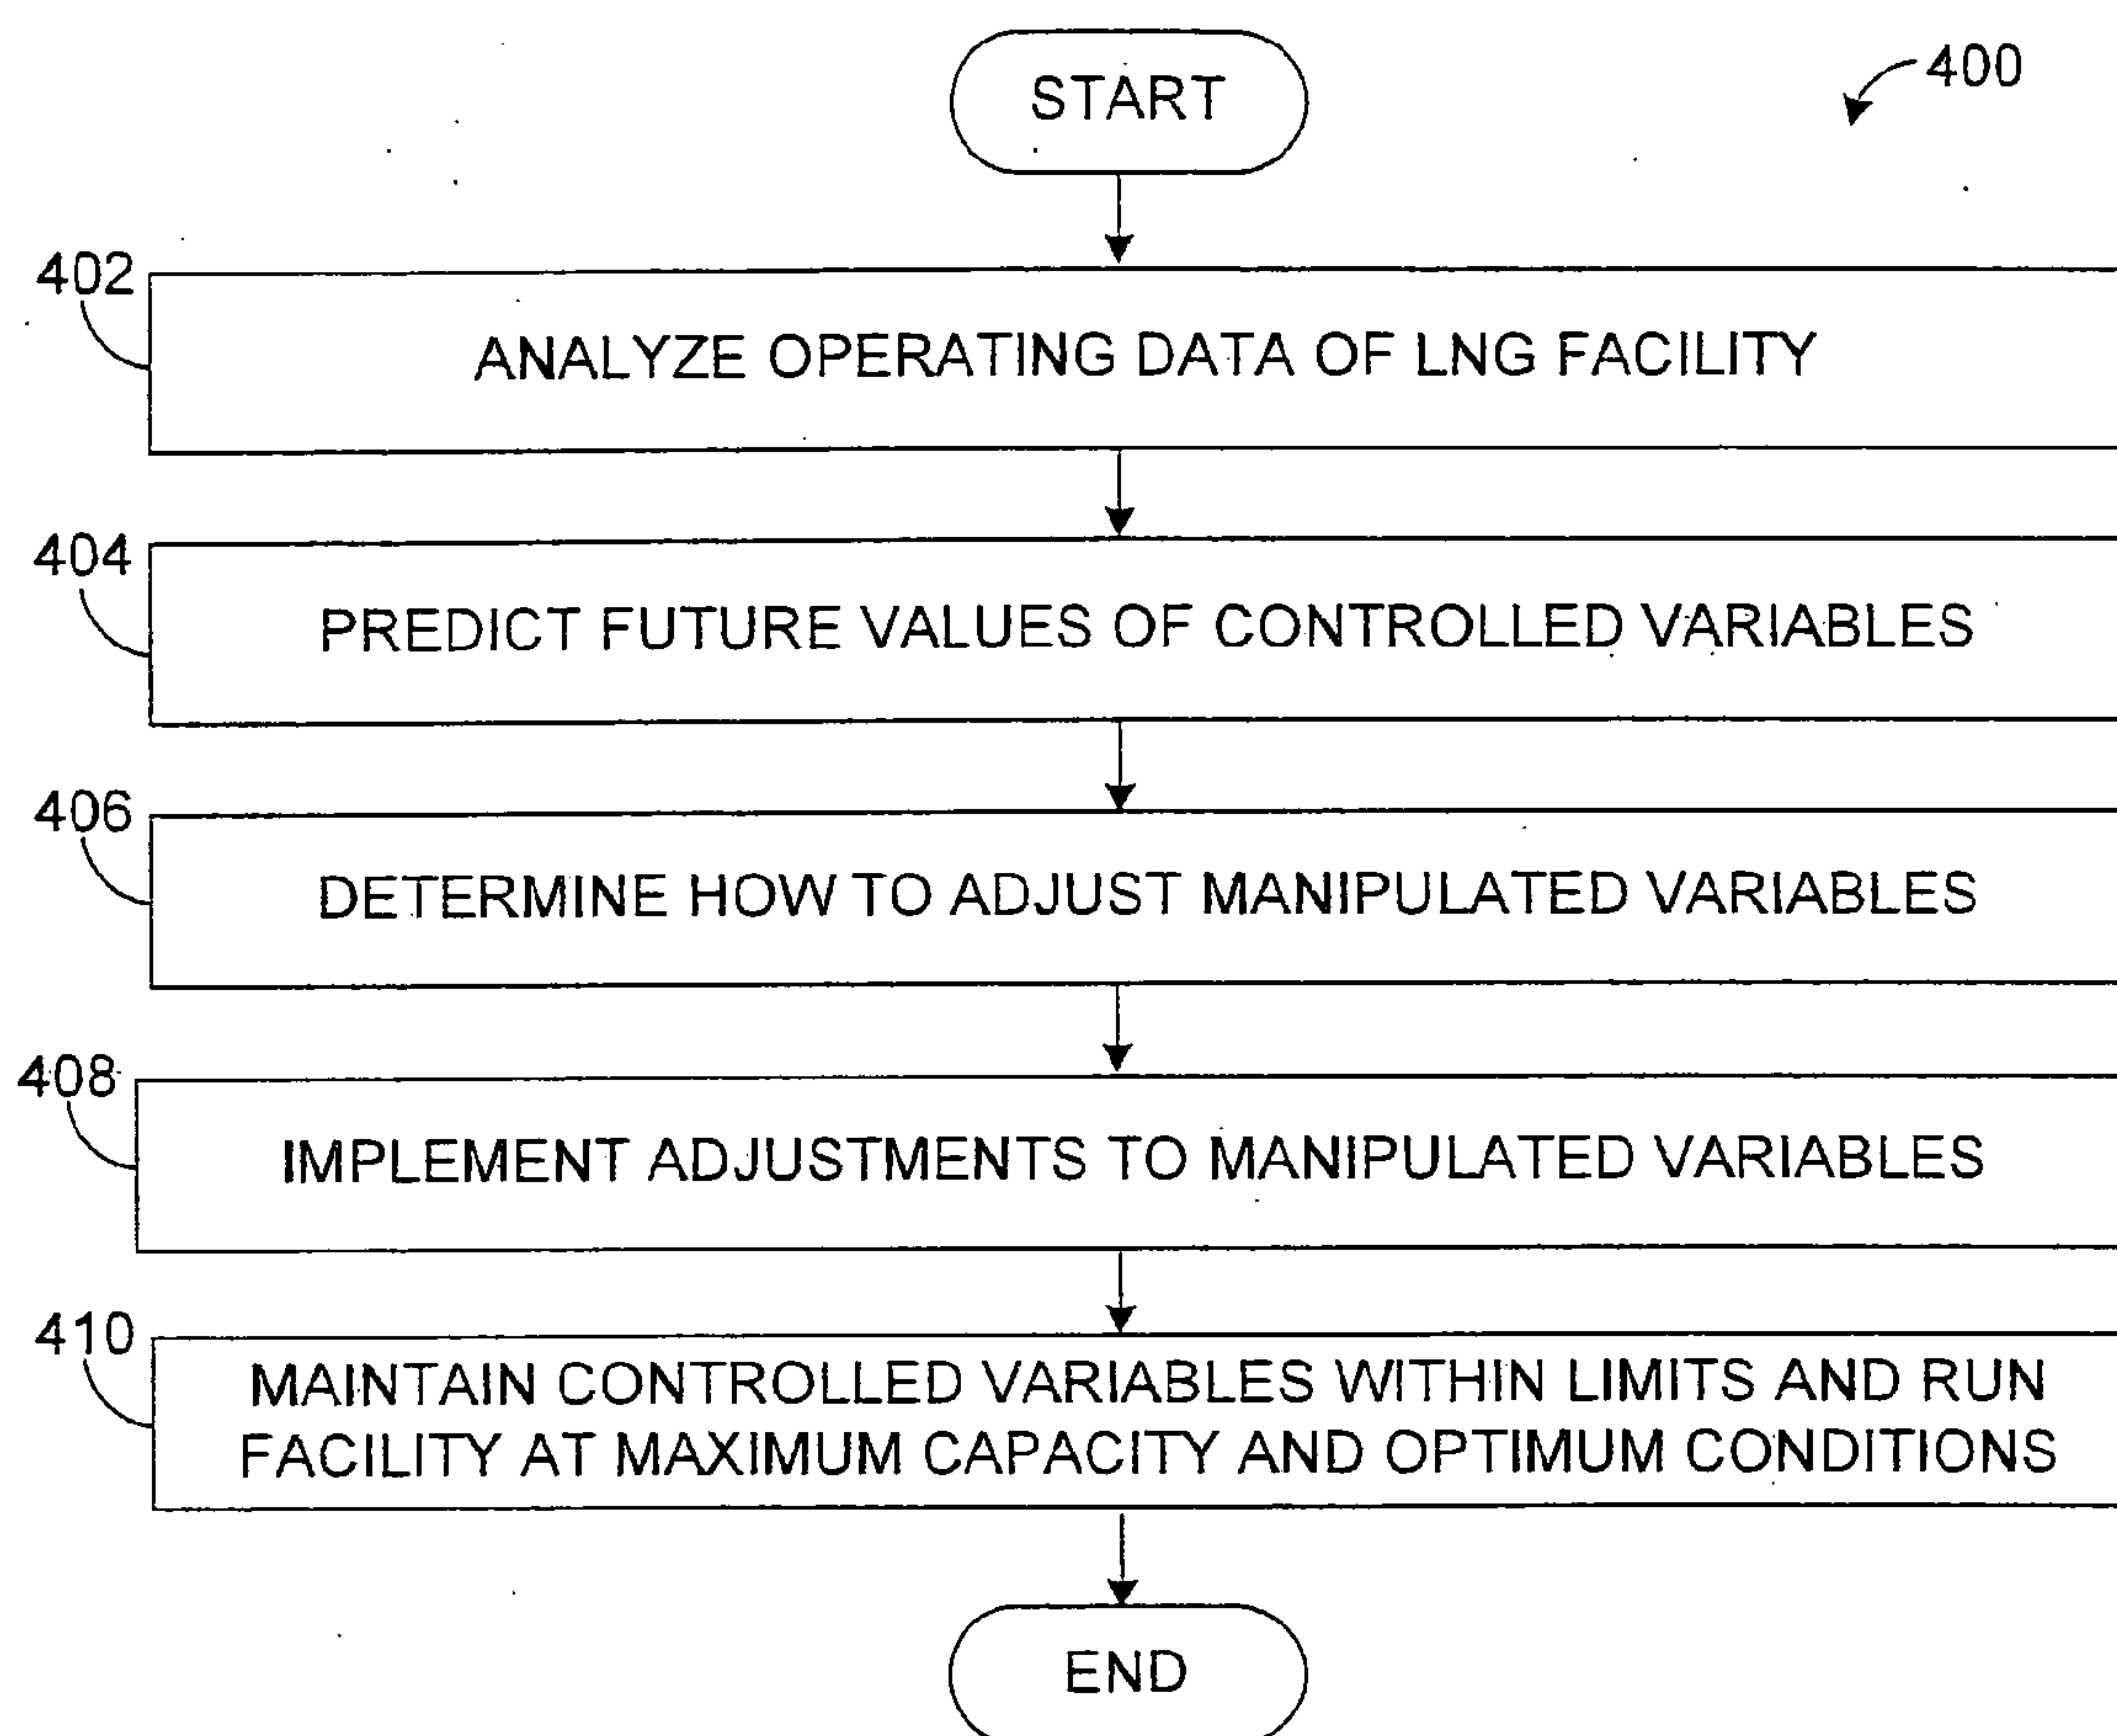 START
400
402
ANALYZE OPERATING DATA OF LNG FACILITY
404
PREDICT FUTURE VALUES OF CONTROLLED VARIABLES
406
DETERMINE HOW TO ADJUST MANIPULATED VARIABLES
408
IMPLEMENT ADJUSTMENTS TO MANIPULATED VARIABLES
410
MAINTAIN CONTROLLED VARIABLES WITHIN LIMITS AND RUN
FACILITY AT MAXIMUM CAPACITY AND OPTIMUM CONDITIONS
END